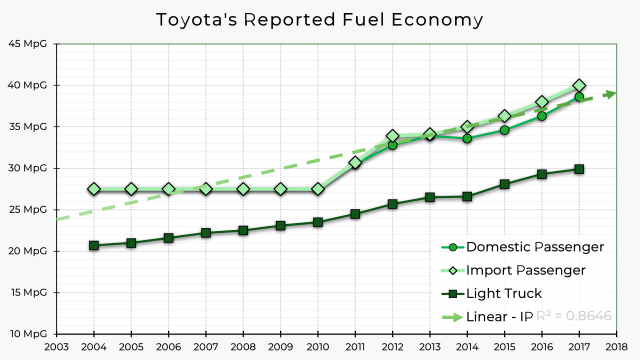 Toyota's Reported Fuel Economy
45 MpG
40 MpG
35 MpG
30 MpG
25 MpG
20 MpG
15 MpG
10 MpG
2003 2004 2005 2006 2007 2008 2009 2010 2011 2012 2013 2014 2015 2016 2017 2018
Domestic Passenger
Import Passenger
Light Truck
Linear - IP R² = 0.8646